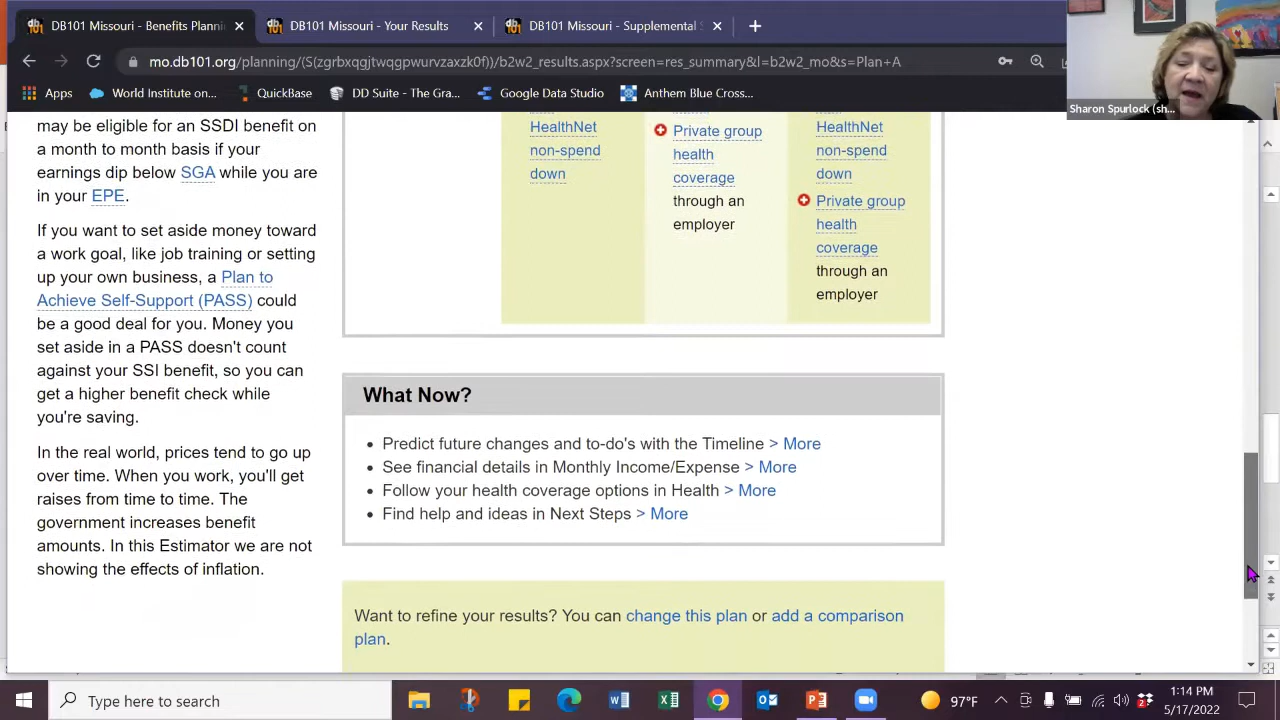 DB101 Missouri - Benefits Planni
DB101 Missouri - Your Results
DB101 Missouri - Supplemental S
mo.db101.org/planning/(S(zgrbxqgjtwqgpwurvzaxzk0f))/b2w2_results.aspx?screen=res_summary&l=b2w2_mo&s=Plan+A
Apps
World Institute on...
QuickBase
DD Suite - The Gra...
Google Data Studio
Anthem Blue Cross...
Sharon Spurlock (sh...
may be eligible for an SSDI benefit on
a month to month basis if your
earnings dip below SGA while you are
in your EPE.
If you want to set aside money toward
a work goal, like job training or setting
up your own business, a Plan to
Achieve Self-Support (PASS) could
be a good deal for you. Money you
set aside in a PASS doesn't count
against your SSI benefit, so you can
get a higher benefit check while
you're saving.
In the real world, prices tend to go up
over time. When you work, you'll get
raises from time to time. The
government increases benefit
amounts. In this Estimator we are not
showing the effects of inflation.
HealthNet
non-spend
down
Private group
health
coverage
through an
employer
HealthNet
non-spend
down
Private group
health
coverage
through an
employer
What Now?
Predict future changes and to-do's with the Timeline > More
See financial details in Monthly Income/Expense > More
Follow your health coverage options in Health > More
Find help and ideas in Next Steps > More
Want to refine your results? You can change this plan or add a comparison
plan.
Type here to search
97°F
1:14 PM
5/17/2022